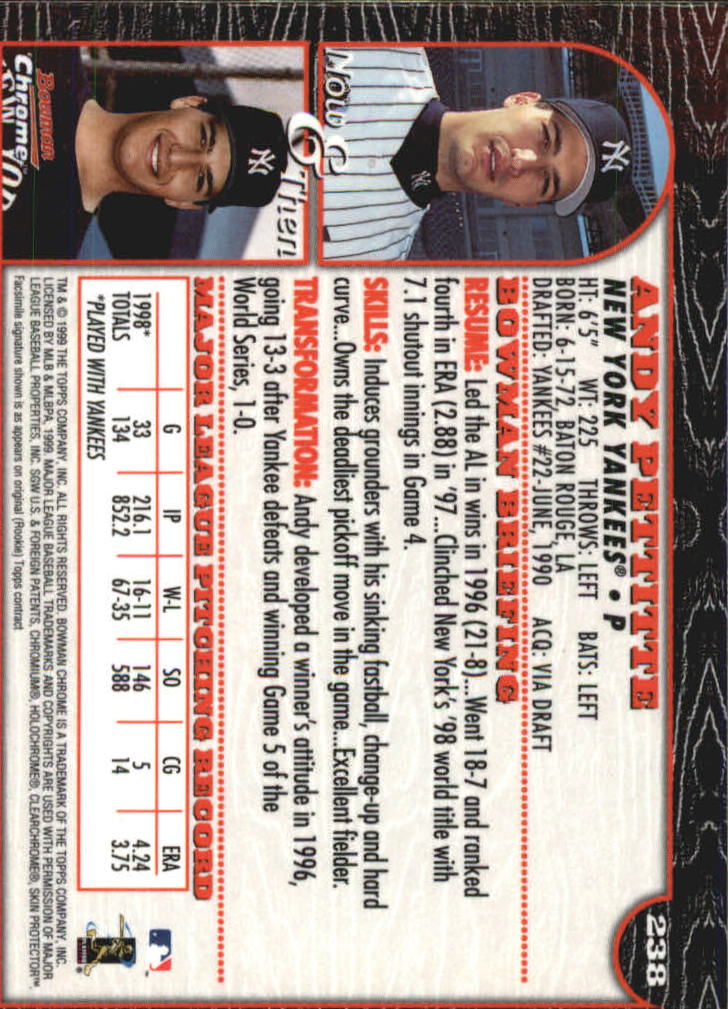 238
ANDY PETTITTE
NEW YORK YANKEES® • P
HT: 6'5" WT: 225 THROWS: LEFT BATS: LEFT
BORN: 6-15-72, BATON ROUGE, LA
DRAFTED: YANKEES #22-JUNE, 1990 ACQ: VIA DRAFT
BOWMAN BRIEFING
RESUME: Led the AL in wins in 1996 (21-8)...Went 18-7 and ranked
fourth in ERA (2.88) in '97...Clinched New York's '98 world title with
7.1 shutout innings in Game 4.
SKILLS: Induces grounders with his sinking fastball, change-up and hard
curve...Owns the deadliest pickoff move in the game...Excellent fielder.
TRANSFORMATION: Andy developed a winner's attitude in 1996,
going 13-3 after Yankee defeats and winning Game 5 of the
World Series, 1-0.
MAJOR LEAGUE PITCHING RECORD
G IP W-L SO CG ERA
1998* 33 216.1 16-11 146 5 4.24
TOTALS 134 852.2 67-35 588 14 3.75
*PLAYED WITH YANKEES
TM & © 1999 THE TOPPS COMPANY, INC. ALL RIGHTS RESERVED. BOWMAN CHROME IS A TRADEMARK OF THE TOPPS COMPANY, INC.
LICENSED BY MLB & MLBPA, 1999. MAJOR LEAGUE BASEBALL TRADEMARKS AND COPYRIGHTS ARE USED WITH PERMISSION OF MAJOR
LEAGUE BASEBALL PROPERTIES, INC. SGW U.S. & FOREIGN PATENTS, CHROMIUM®, HOLOCHROME®, CLEARCHROME®, SKIN PROTECTOR™.
Facsimile signature shown is as appears on original (Rookie) Topps contract
Now &
Then
NY
NY
NY
Bowman
Chrome™